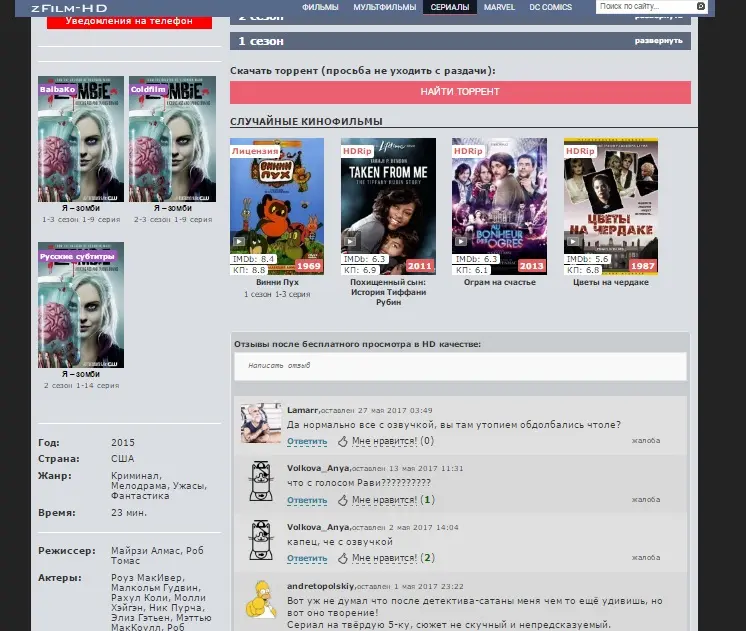 zFilm-HD
ФИЛЬМЫ МУЛЬТФИЛЬМЫ СЕРИАЛЫ MARVEL DC COMICS
Поиск по сайту...
Уведомления на телефон
2 сезон развернуть
1 сезон развернуть
Скачать торрент (просьба не уходить с раздачи):
НАЙТИ ТОРРЕНТ
СЛУЧАЙНЫЕ КИНОФИЛЬМЫ
BaibaKo
Я – зомби
1-3 сезон 1-9 серия
Coldfilm
Я – зомби
2-3 сезон 1-9 серия
Русские субтитры
Я – зомби
2 сезон 1-14 серия
Лицензия
ВИННИ ПУХ
IMDb: 8.4
КП: 8.8
1969
Винни Пух
1 сезон 1-3 серия
HDRip
Lifetime
TARAJI P. HENSON
TAKEN FROM ME
THE TIFFANY RUBIN STORY
IMDb: 6.3
КП: 6.9
2011
Похищенный сын:
История Тиффани
Рубин
HDRip
AU BONHEUR DES OGRES
IMDb: 6.3
КП: 6.1
2013
Ограм на счастье
HDRip
ЦВЕТЫ НА ЧЕРДАКЕ
IMDb: 5.6
КП: 6.8
1987
Цветы на чердаке
Год: 2015
Страна: США
Жанр: Криминал,
Мелодрама, Ужасы,
Фантастика
Время: 23 мин.
Режиссер: Майрзи Алмас, Роб
Томас
Актеры: Роуз МакИвер,
Малкольм Гудвин,
Рахул Коли, Молли
Хэйгэн, Ник Пурча,
Элиз Гэтьен, Мэттью
МакКоулл, Роб
Отзывы после бесплатного просмотра в HD качестве:
Написать отзыв
Lamarr,оставлен 27 мая 2017 03:49
Да нормально все с озвучкой, вы там утопием обдолбались чтоле?
Ответить Мне нравится! (0) жалоба
Volkova_Anya,оставлен 13 мая 2017 11:31
что с голосом Рави??????????
Ответить Мне нравится! (1) жалоба
Volkova_Anya,оставлен 2 мая 2017 14:04
капец, че с озвучкой
Ответить Мне нравится! (2) жалоба
andretopolskiy,оставлен 1 мая 2017 23:22
Вот уж не думал что после детектива-сатаны меня чем то ещё удивишь, но
вот оно творение!
Сериал на твёрдую 5-ку, сюжет не скучный и непредсказуемый.